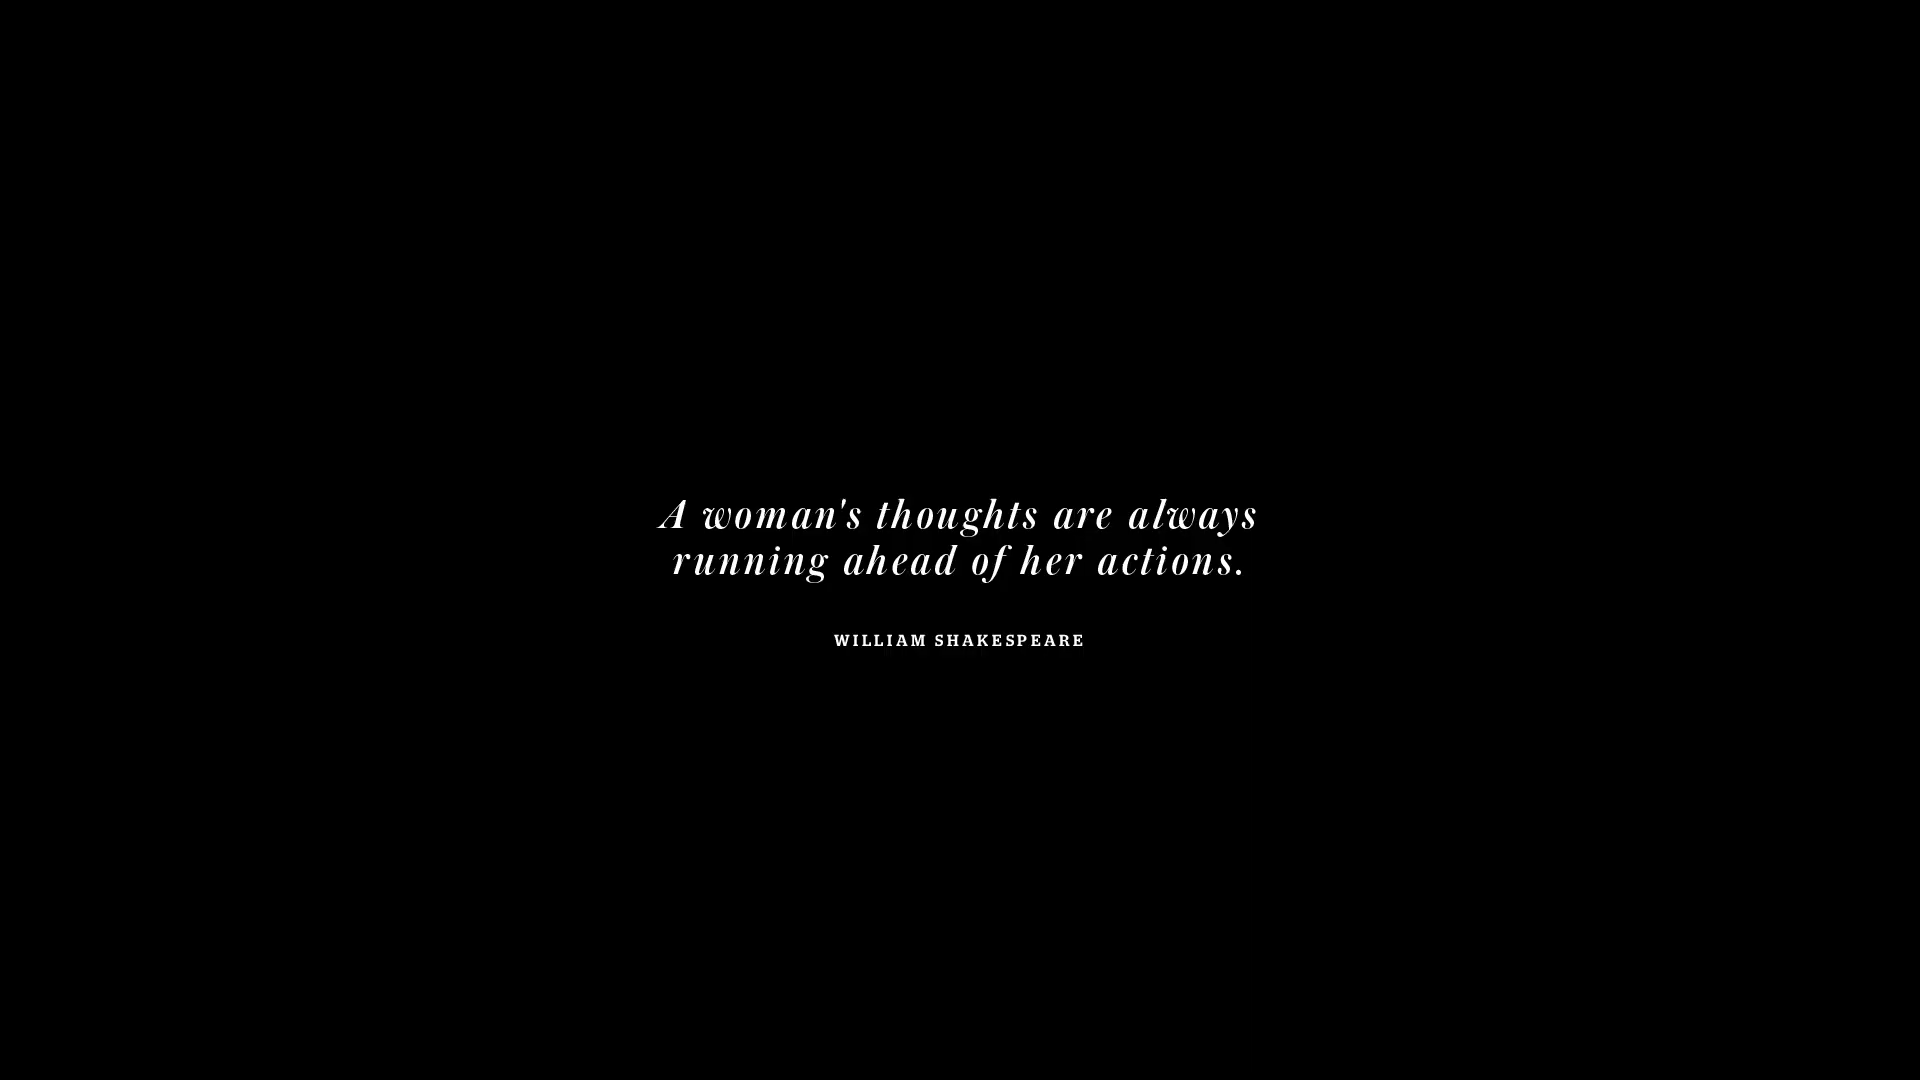 A woman's thoughts are always
running ahead of her actions.
WILLIAM SHAKESPEARE